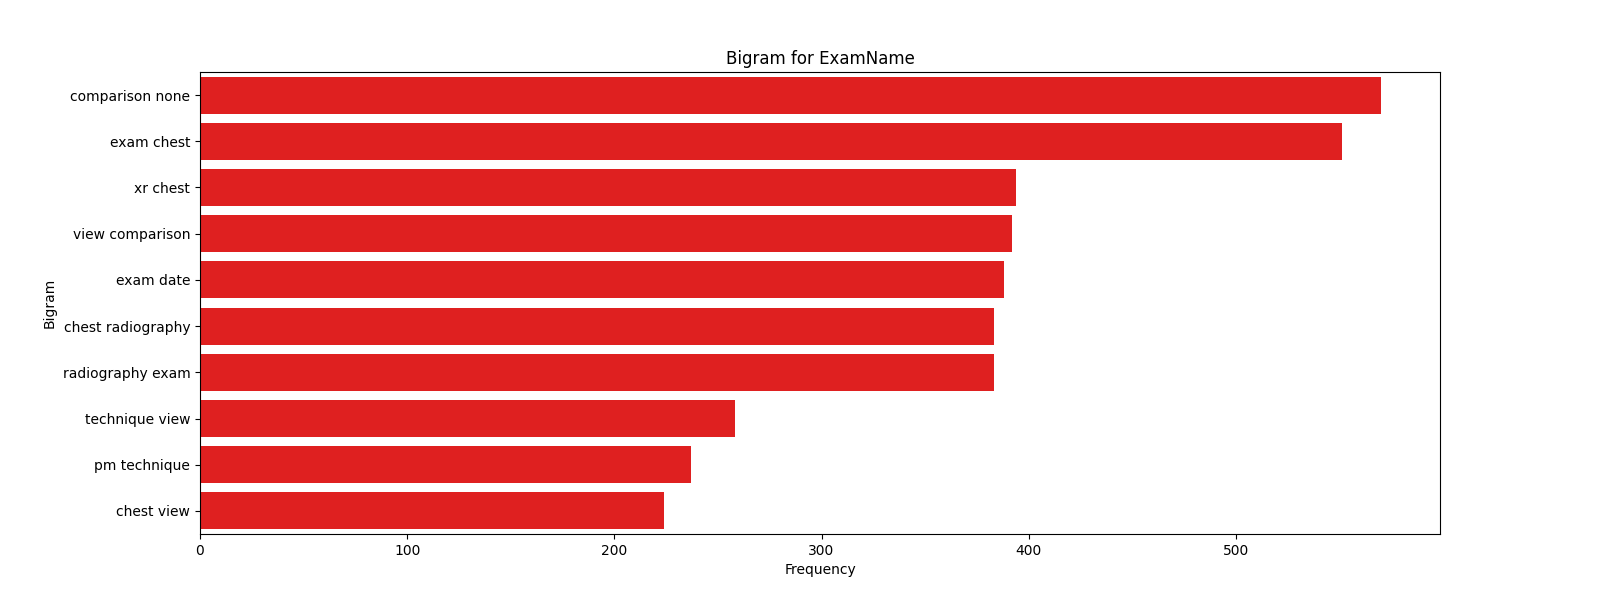 Bigram for ExamName
comparison none
exam chest
xr chest
view comparison
exam date
chest radiography
radiography exam
technique view
pm technique
chest view
Bigram
0 100 200 300 400 500
Frequency